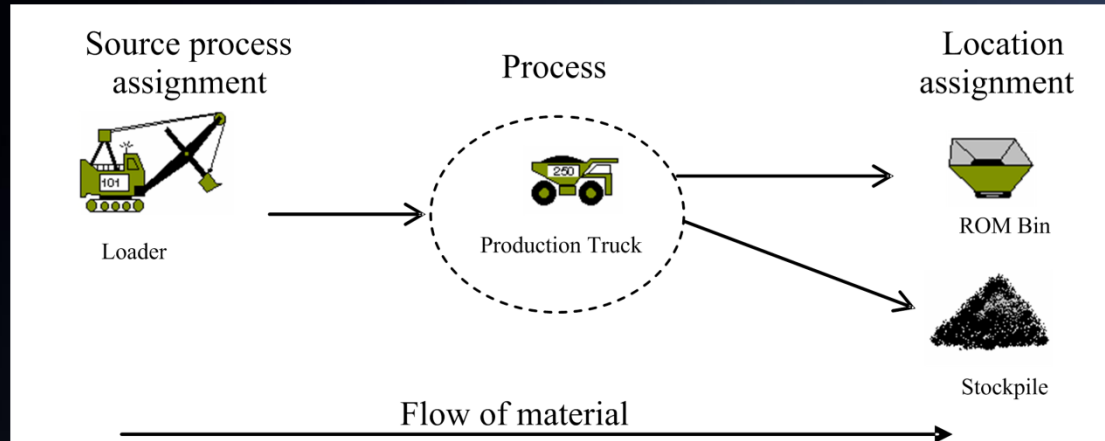 Source process
assignment
Process
Location
assignment
101
250
Loader
Production Truck
ROM Bin
Stockpile
Flow of material